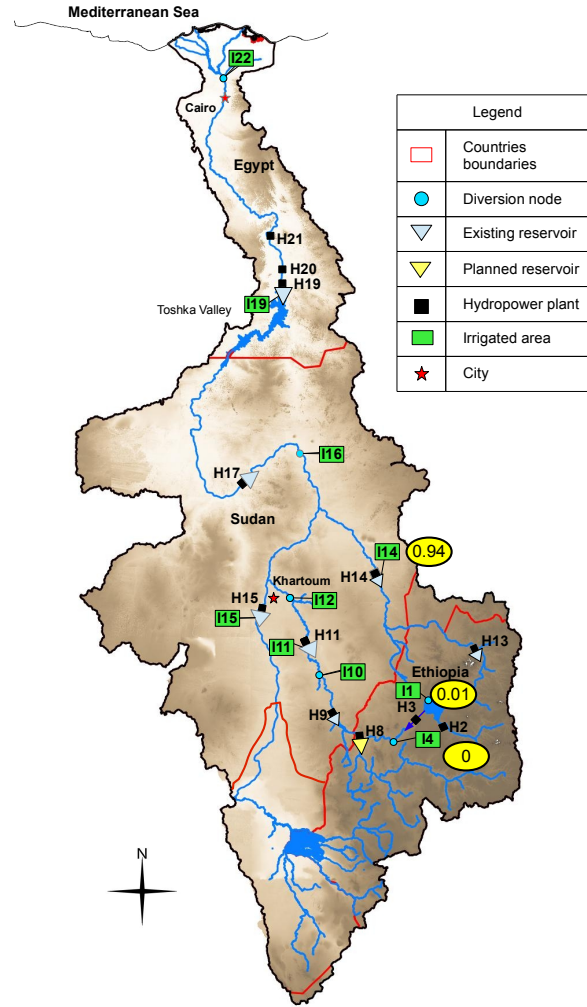 Mediterranean Sea
I22
Cairo
Egypt
H21
H20
H19
I19
Toshka Valley
Legend
Countries
boundaries
Diversion node
Existing reservoir
Planned reservoir
Hydropower plant
Irrigated area
City
I16
H17
Sudan
I14
0.94
H14
Khartoum
I12
H15
I15
H11
I11
H13
I10
Ethiopia
I1
0.01
H3
H9
H8
H2
I4
0
N